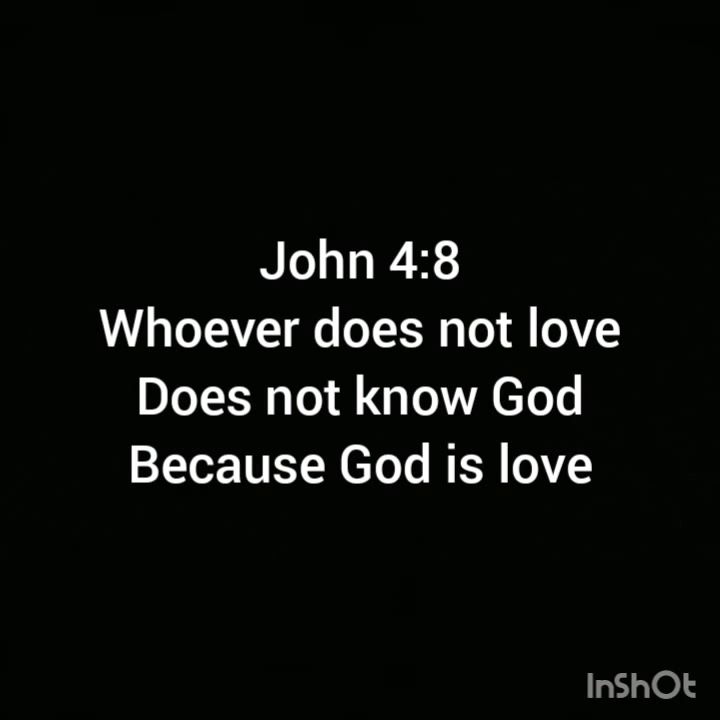 John 4:8
Whoever does not love
Does not know God
Because God is love
InShOt